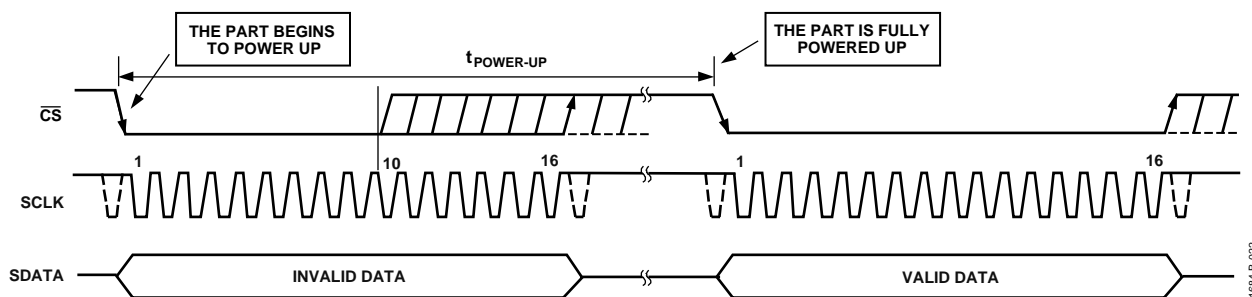 THE PART BEGINS
TO POWER UP
THE PART IS FULLY
POWERED UP
tPOWER-UP
CS
1
10
16
1
16
SCLK
SDATA
INVALID DATA
VALID DATA